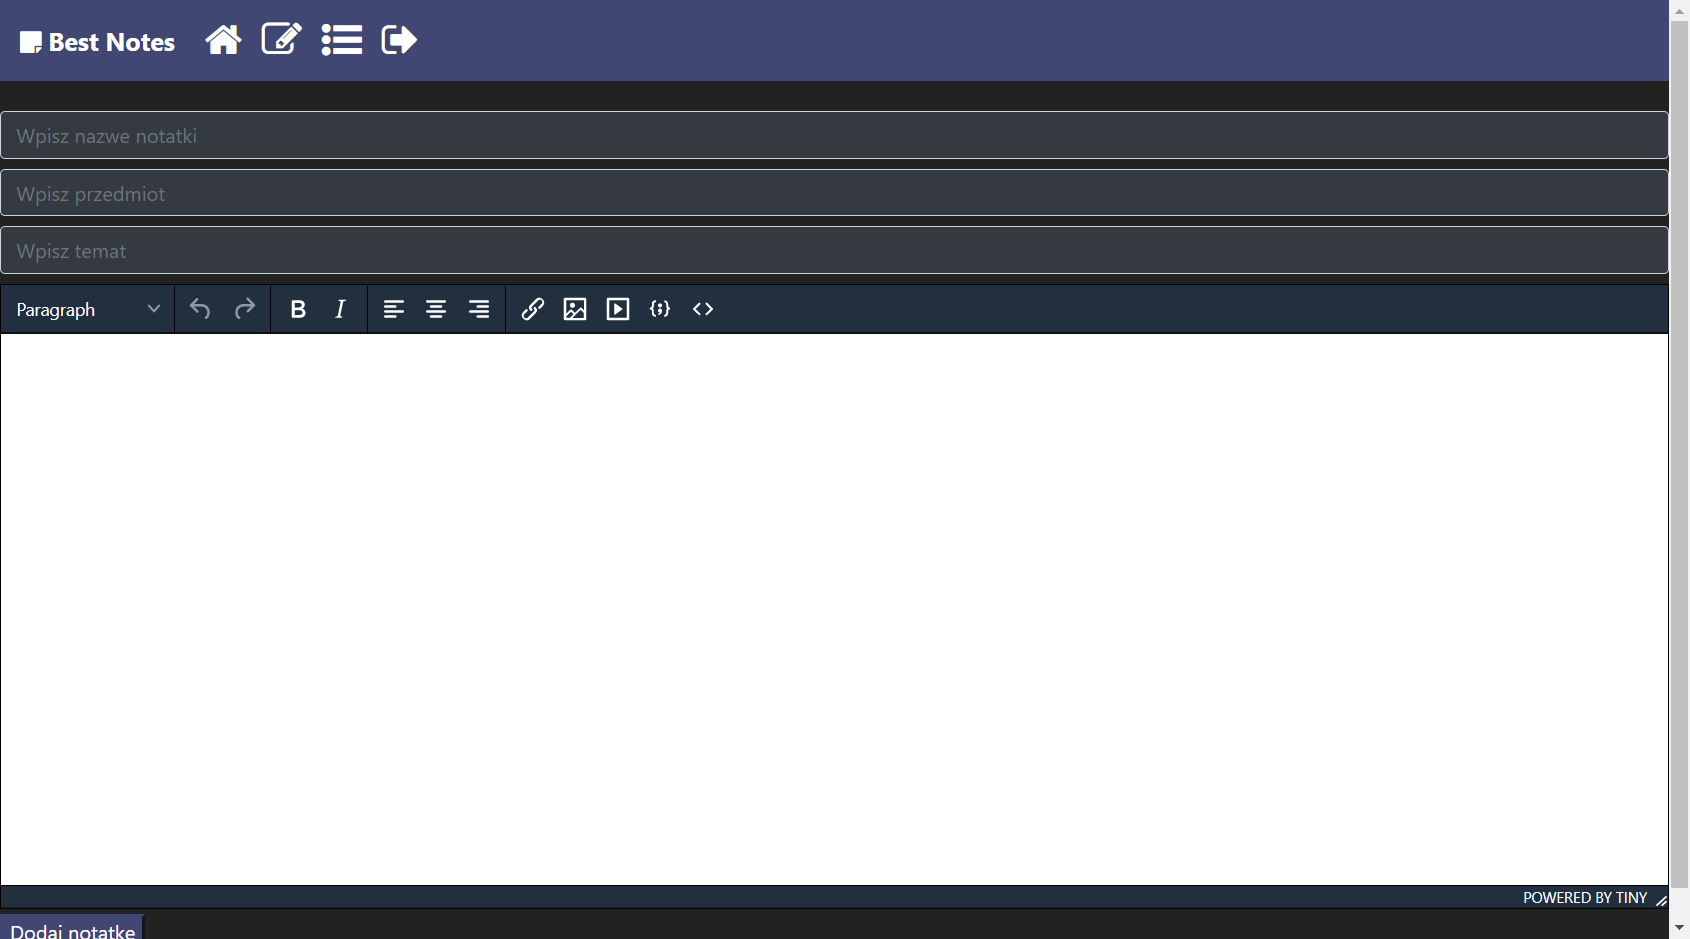 Best Notes
Wpisz nazwe notatki
Wpisz przedmiot
Wpisz temat
Paragraph
B I
POWERED BY TINY
Dodaj notatke